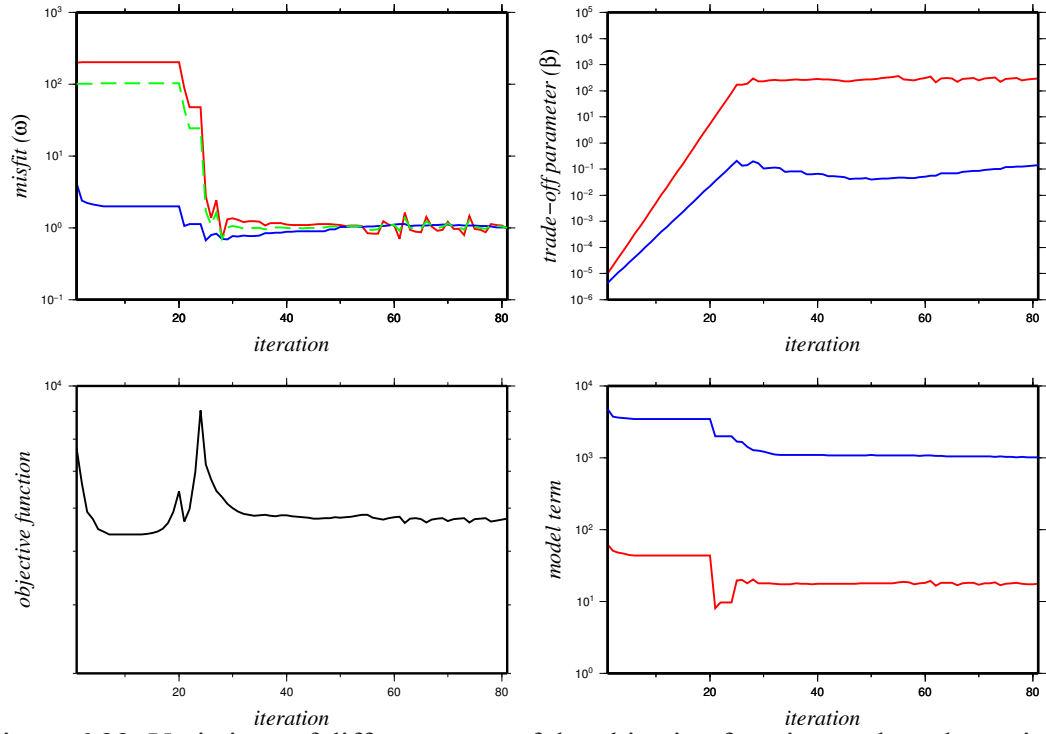 10³
10²
10¹
10⁰
10⁻¹
misfit (ω)
20 40 60 80
iteration
10⁵
10⁴
10³
10²
10¹
10⁰
10⁻¹
10⁻²
10⁻³
10⁻⁴
10⁻⁵
10⁻⁶
trade−off parameter (β)
20 40 60 80
iteration
10⁴
objective function
20 40 60 80
iteration
10⁴
10³
10²
10¹
10⁰
model term
20 40 60 80
iteration